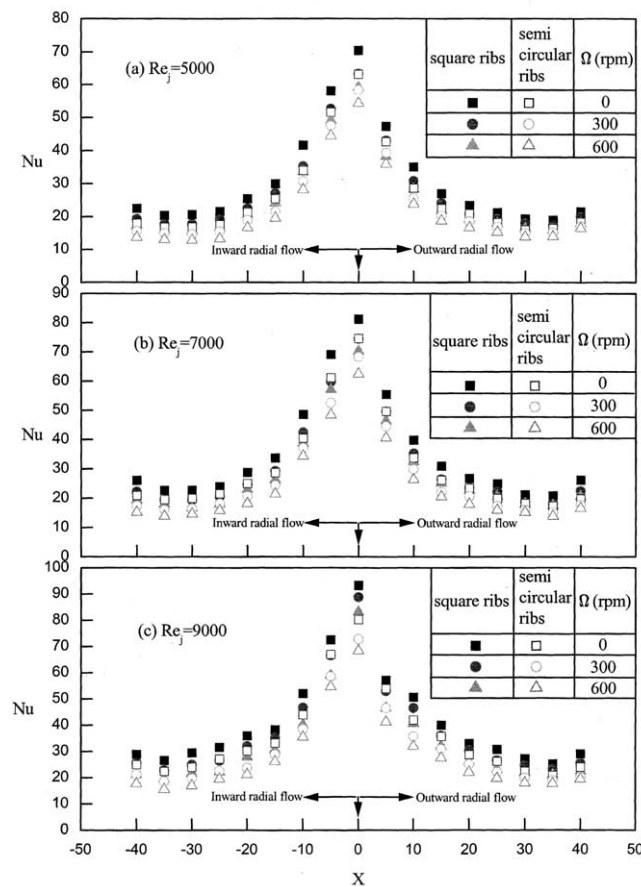 80
70
60
50
40
30
20
10
0
Nu
(a) Rej=5000
square ribs
semi
circular
ribs
Ω (rpm)
0
300
600
Inward radial flow
Outward radial flow
90
80
70
60
50
40
30
20
10
0
Nu
(b) Rej=7000
square ribs
semi
circular
ribs
Ω (rpm)
0
300
600
Inward radial flow
Outward radial flow
100
90
80
70
60
50
40
30
20
10
0
Nu
(c) Rej=9000
square ribs
semi
circular ribs
Ω (rpm)
0
300
600
Inward radial flow
Outward radial flow
-50 -40 -30 -20 -10 0 10 20 30 40 50
X